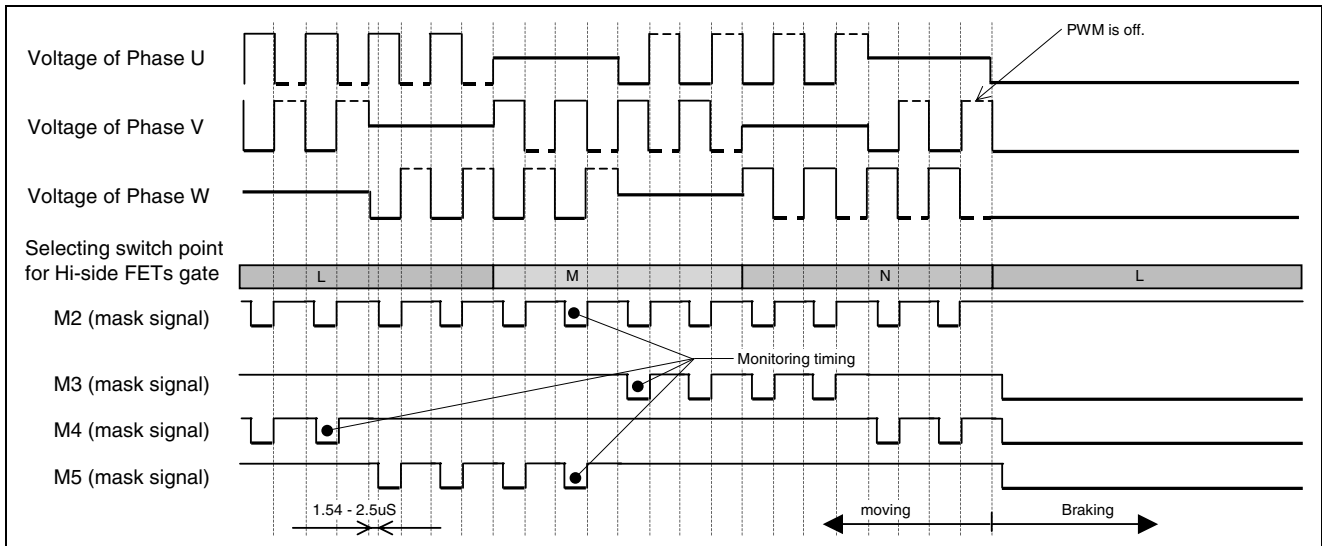 PWM is off.
Voltage of Phase U
Voltage of Phase V
Voltage of Phase W
Selecting switch point
for Hi-side FETs gate
L
M
N
L
M2 (mask signal)
Monitoring timing
M3 (mask signal)
M4 (mask signal)
M5 (mask signal)
1.54 - 2.5uS
moving
Braking